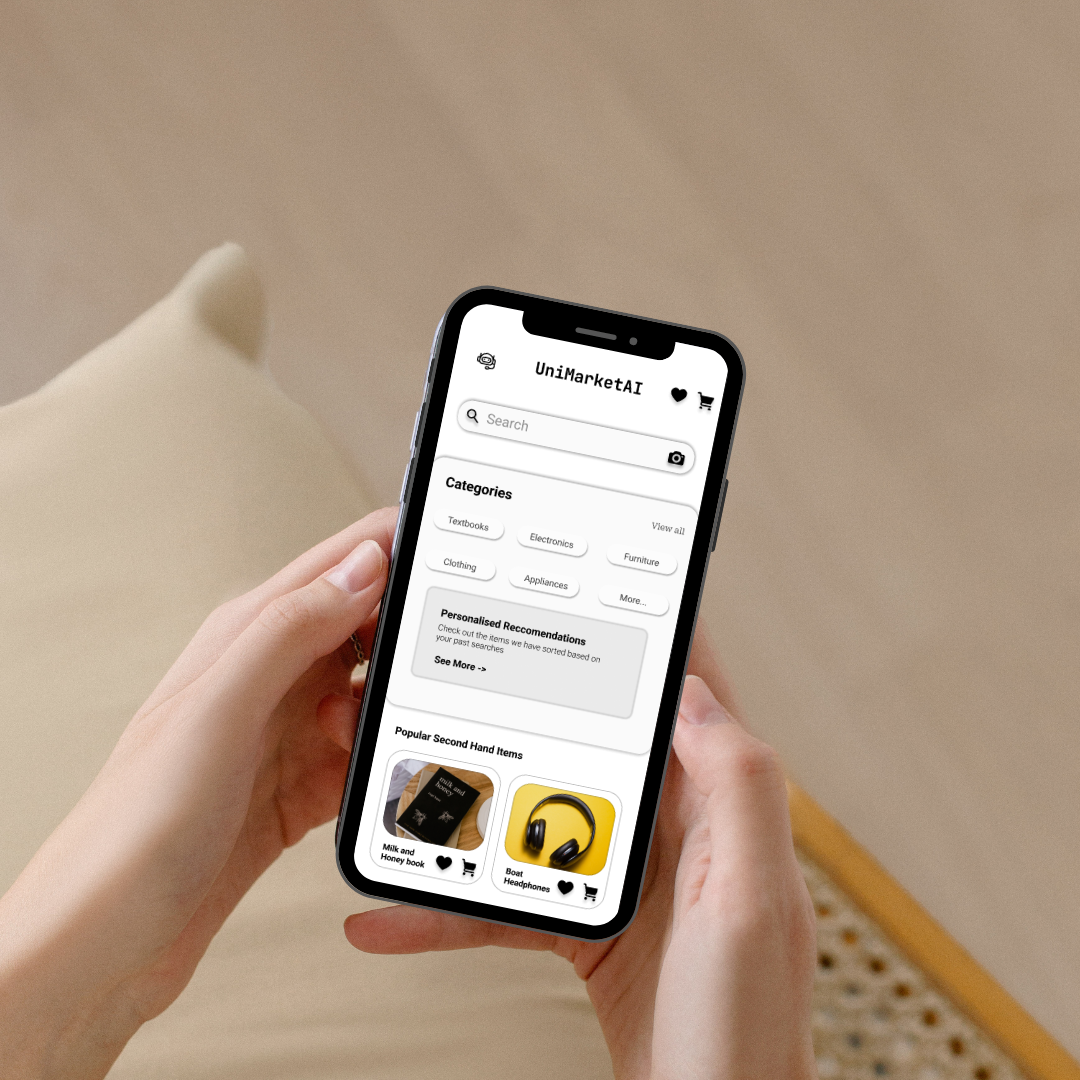 UniMarketAI
Search
Categories
View all
Textbooks
Electronics
Furniture
Clothing
Appliances
More...
Personalised Reccomendations
Check out the items we have sorted based on
your past searches
See More ->
Popular Second Hand Items
milk and
honey
Milk and
Honey book
Boat
Headphones